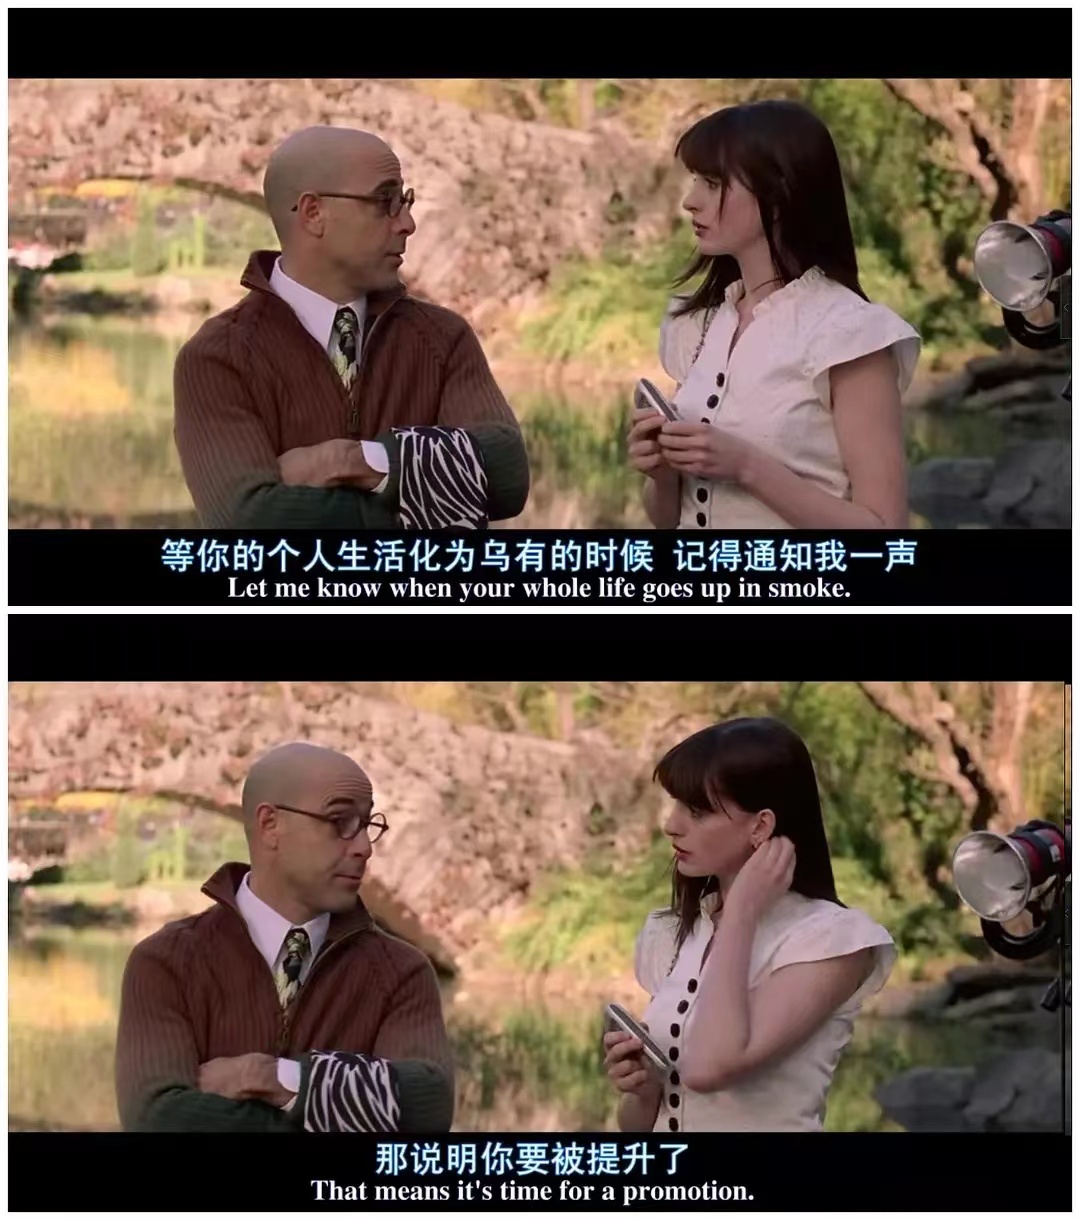 等你的个人生活化为乌有的时候 记得通知我一声
Let me know when your whole life goes up in smoke.
那说明你要被提升了
That means it's time for a promotion.